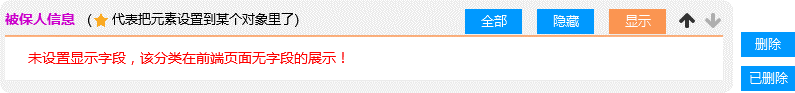 被保人信息 (★代表把元素设置到某个对象里了) 全部 隐藏 显示
删除
未设置显示字段，该分类在前端页面无字段的展示！
已删除